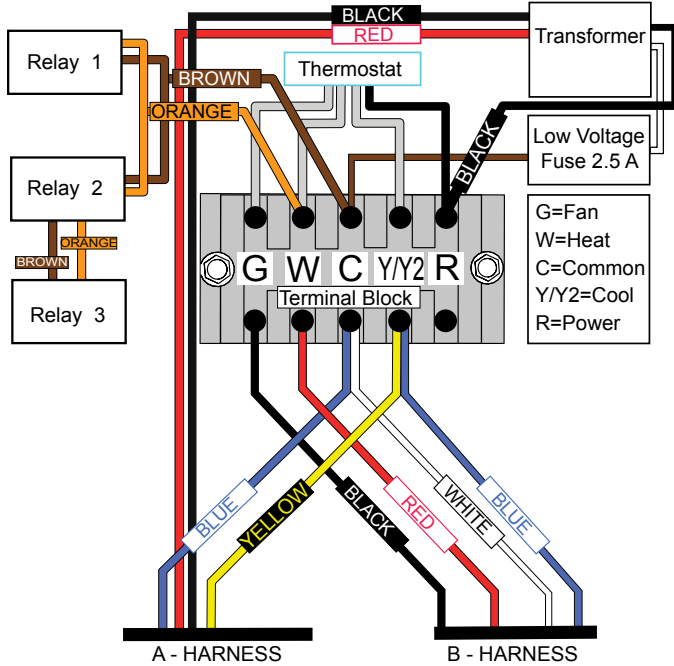 BLACK
RED
Transformer
Relay 1
Thermostat
BROWN
ORANGE
BLACK
Low Voltage
Fuse 2.5 A
Relay 2
ORANGE
BROWN
Relay 3
G W C Y/Y2 R
Terminal Block
G=Fan
W=Heat
C=Common
Y/Y2=Cool
R=Power
BLUE
YELLOW
BLACK
RED
WHITE
BLUE
A - HARNESS
B - HARNESS